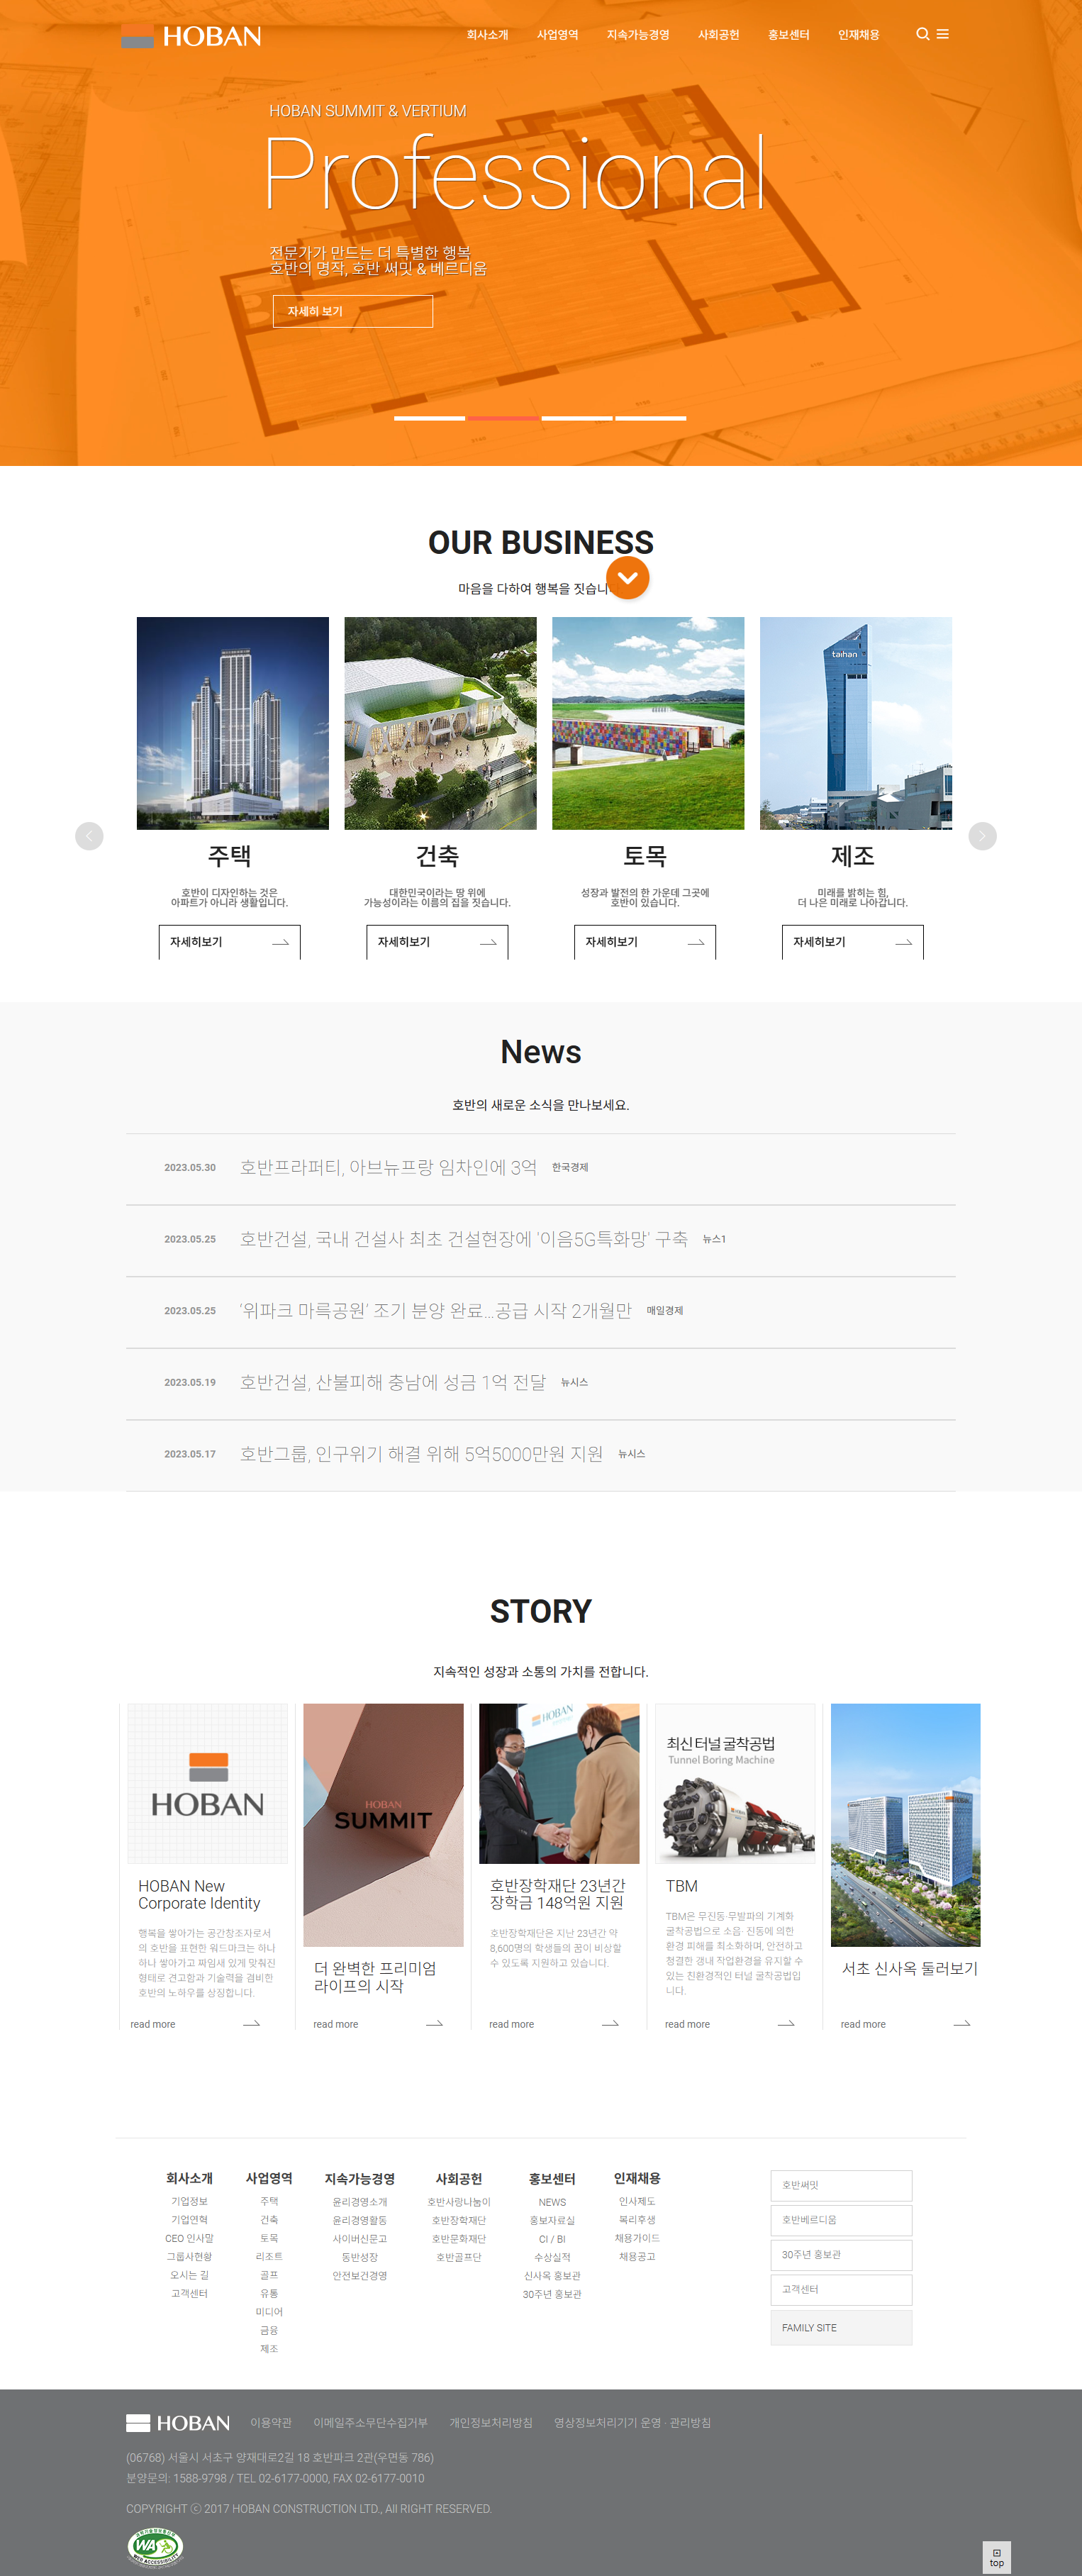 HOBAN
회사소개 사업영역 지속가능경영 사회공헌 홍보센터 인재채용
HOBAN SUMMIT & VERTIUM
Professional
전문가가 만드는 더 특별한 행복
호반의 명작, 호반 써밋 & 베르디움
자세히 보기
OUR BUSINESS
마음을 다하여 행복을 짓습니
taihan
주택
호반이 디자인하는 것은
아파트가 아니라 생활입니다.
자세히보기
건축
대한민국이라는 땅 위에
가능성이라는 이름의 집을 짓습니다.
자세히보기
토목
성장과 발전의 한 가운데 그곳에
호반이 있습니다.
자세히보기
제조
미래를 밝히는 힘,
더 나은 미래로 나아갑니다.
자세히보기
News
호반의 새로운 소식을 만나보세요.
2023.05.30 호반프라퍼티, 아브뉴프랑 임차인에 3억 한국경제
2023.05.25 호반건설, 국내 건설사 최초 건설현장에 '이음5G특화망' 구축 뉴스1
2023.05.25 '위파크 마륵공원' 조기 분양 완료…공급 시작 2개월만 매일경제
2023.05.19 호반건설, 산불피해 충남에 성금 1억 전달 뉴시스
2023.05.17 호반그룹, 인구위기 해결 위해 5억5000만원 지원 뉴시스
STORY
지속적인 성장과 소통의 가치를 전합니다.
HOBAN
HOBAN New
Corporate Identity
행복을 쌓아가는 공간창조자로서
의 호반을 표현한 워드마크는 하나
하나 쌓아가고 짜임새 있게 맞춰진
형태로 견고함과 기술력을 겸비한
호반의 노하우를 상징합니다.
read more
HOBAN
SUMMIT
더 완벽한 프리미엄
라이프의 시작
read more
HOBAN
호반장학재단 23년간
장학금 148억원 지원
호반장학재단은 지난 23년간 약
8,600명의 학생들의 꿈이 비상할
수 있도록 지원하고 있습니다.
read more
최신 터널 굴착공법
Tunnel Boring Machine
TBM
TBM은 무진동·무발파의 기계화
굴착공법으로 소음· 진동에 의한
환경 피해를 최소화하며, 안전하고
청결한 갱내 작업환경을 유지할 수
있는 친환경적인 터널 굴착공법입
니다.
read more
서초 신사옥 둘러보기
read more
회사소개
기업정보
기업연혁
CEO 인사말
그룹사현황
오시는 길
고객센터
사업영역
주택
건축
토목
리조트
골프
유통
미디어
금융
제조
지속가능경영
윤리경영소개
윤리경영활동
사이버신문고
동반성장
안전보건경영
사회공헌
호반사랑나눔이
호반장학재단
호반문화재단
호반골프단
홍보센터
NEWS
홍보자료실
CI / BI
수상실적
신사옥 홍보관
30주년 홍보관
인재채용
인사제도
복리후생
채용가이드
채용공고
호반써밋
호반베르디움
30주년 홍보관
고객센터
FAMILY SITE
HOBAN 이용약관 이메일주소무단수집거부 개인정보처리방침 영상정보처리기기 운영 · 관리방침
(06768) 서울시 서초구 양재대로2길 18 호반파크 2관(우면동 786)
분양문의: 1588-9798 / TEL 02-6177-0000, FAX 02-6177-0010
COPYRIGHT ⓒ 2017 HOBAN CONSTRUCTION LTD., All RIGHT RESERVED.
WA
WEB ACCESSIBILITY
top